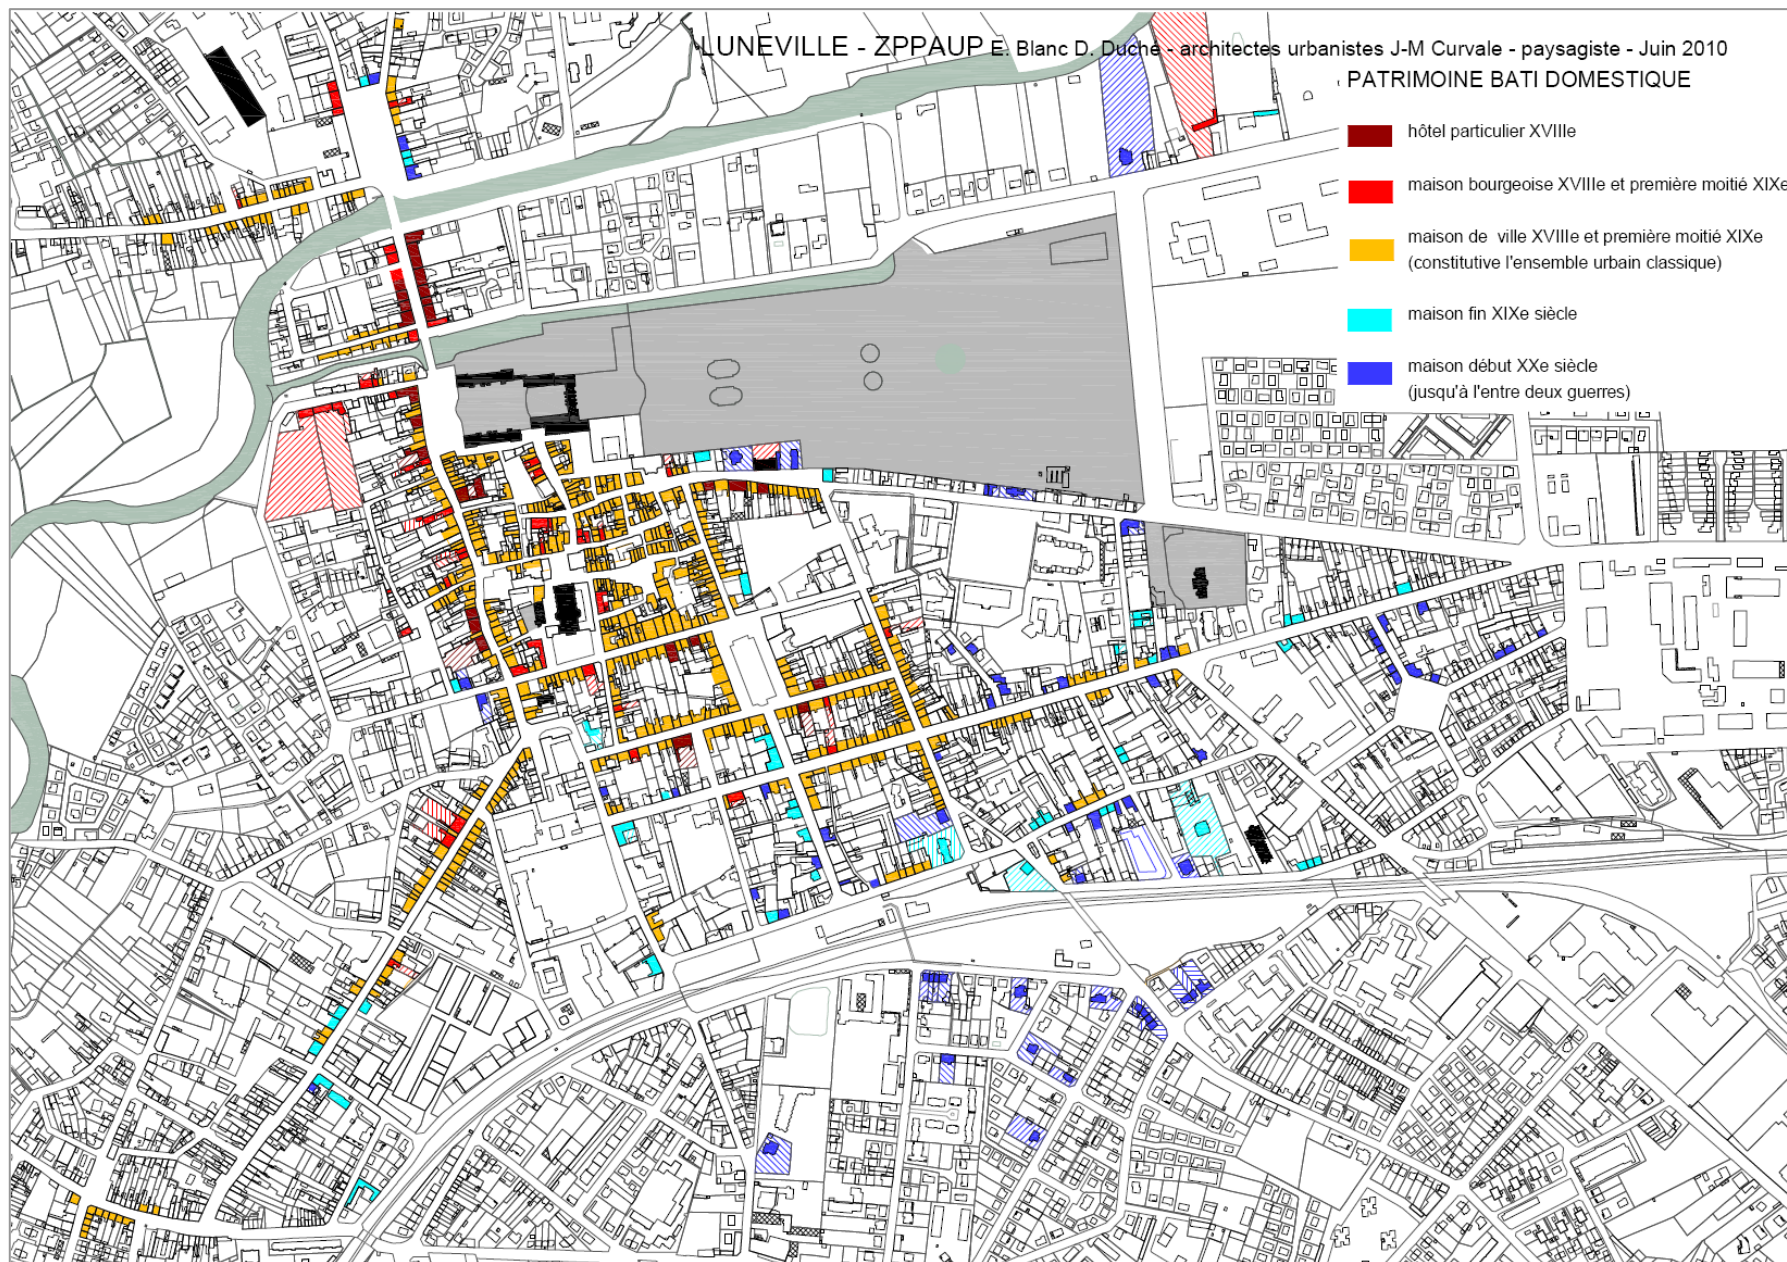 LUNEVILLE - ZPPAUP E. Blanc D. Duché - architectes urbanistes J-M Curvale - paysagiste - Juin 2010
PATRIMOINE BATI DOMESTIQUE
hôtel particulier XVIIIe
maison bourgeoise XVIIIe et première moitié XIXe
maison de ville XVIIIe et première moitié XIXe
(constitutive l'ensemble urbain classique)
maison fin XIXe siècle
maison début XXe siècle
(jusqu'à l'entre deux guerres)